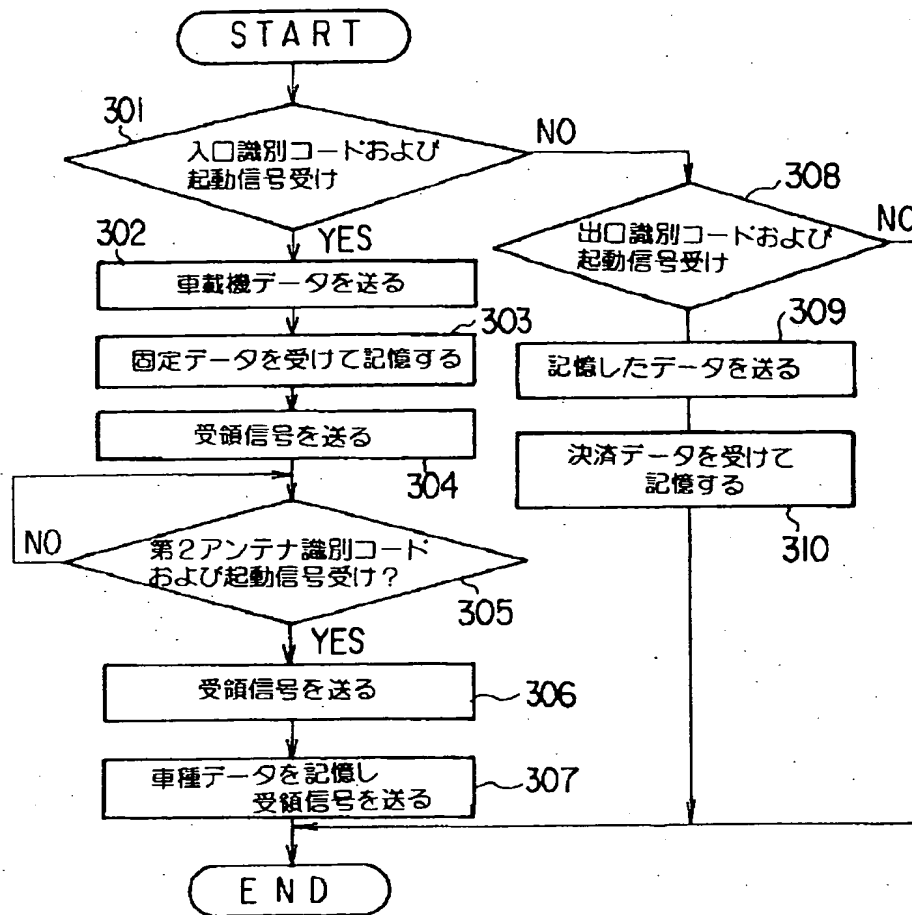 START
301
入口識別コードおよび
起動信号受け
NO
YES
302
車載機データを送る
303
固定データを受けて記憶する
受領信号を送る
304
NO
第2アンテナ識別コード
および起動信号受け?
305
YES
受領信号を送る
306
車種データを記憶し
受領信号を送る
307
308
出口識別コードおよび
起動信号受け
NO
309
記憶したデータを送る
決済データを受けて
記憶する
310
END